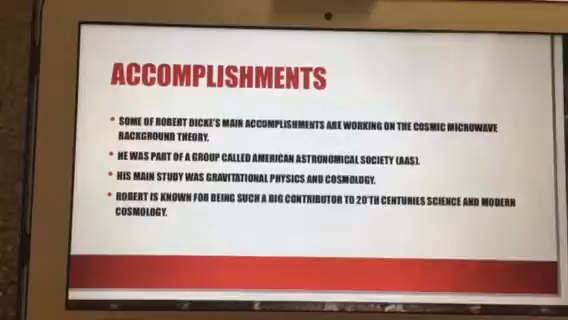 ACCOMPLISHMENTS
• SOME OF ROBERT DICKE'S MAIN ACCOMPLISHMENTS ARE WORKING ON THE COSMIC MICROWAVE
BACKGROUND THEORY.
• HE WAS PART OF A GROUP CALLED AMERICAN ASTRONOMICAL SOCIETY (AAS).
• HIS MAIN STUDY WAS GRAVITATIONAL PHYSICS AND COSMOLOGY.
• ROBERT IS KNOWN FOR BEING SUCH A BIG CONTRIBUTOR TO 20'TH CENTURIES SCIENCE AND MODERN
COSMOLOGY.